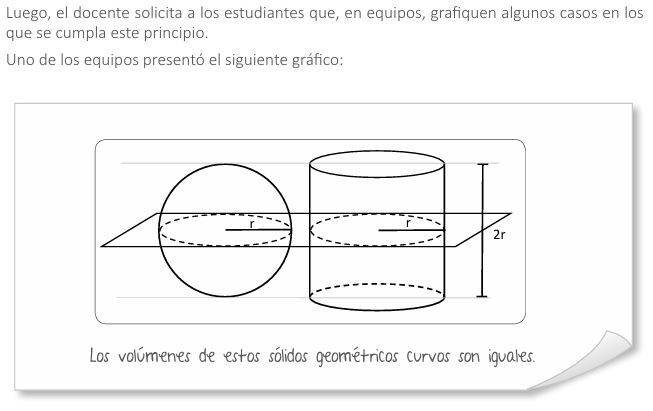 Luego, el docente solicita a los estudiantes que, en equipos, grafiquen algunos casos en los
que se cumpla este principio.
Uno de los equipos presentó el siguiente gráfico:
r
r
2r
Los volúmenes de estos sólidos geométricos curvos son iguales.